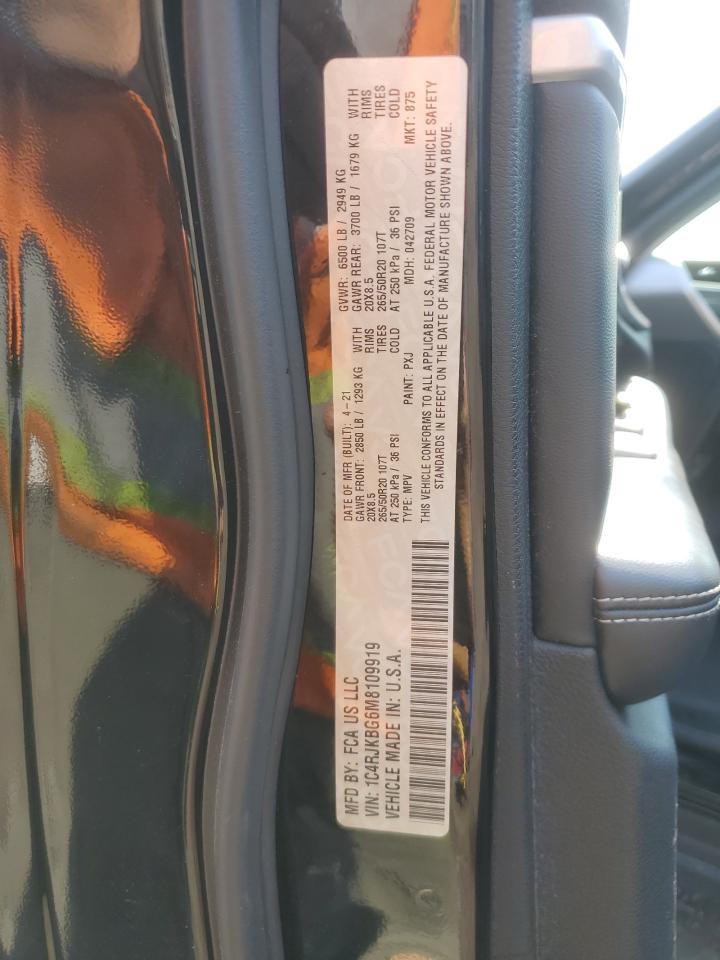 MFD BY: FCA US LLC
VIN: 1C4RJKBG6M8109919
VEHICLE MADE IN: U.S.A.
DATE OF MFR (BUILT): 4-21 GVWR: 6500 LB / 2949 KG
GAWR FRONT: 2850 LB / 1293 KG WITH GAWR REAR: 3700 LB / 1679 KG WITH
20X8.5 RIMS 20X8.5 RIMS
265/50R20 107T TIRES 265/50R20 107T TIRES
AT 250 kPa / 36 PSI COLD AT 250 kPa / 36 PSI COLD
TYPE: MPV PAINT: PXJ MDH: 042709 MKT: 875
THIS VEHICLE CONFORMS TO ALL APPLICABLE U.S.A. FEDERAL MOTOR VEHICLE SAFETY
STANDARDS IN EFFECT ON THE DATE OF MANUFACTURE SHOWN ABOVE.